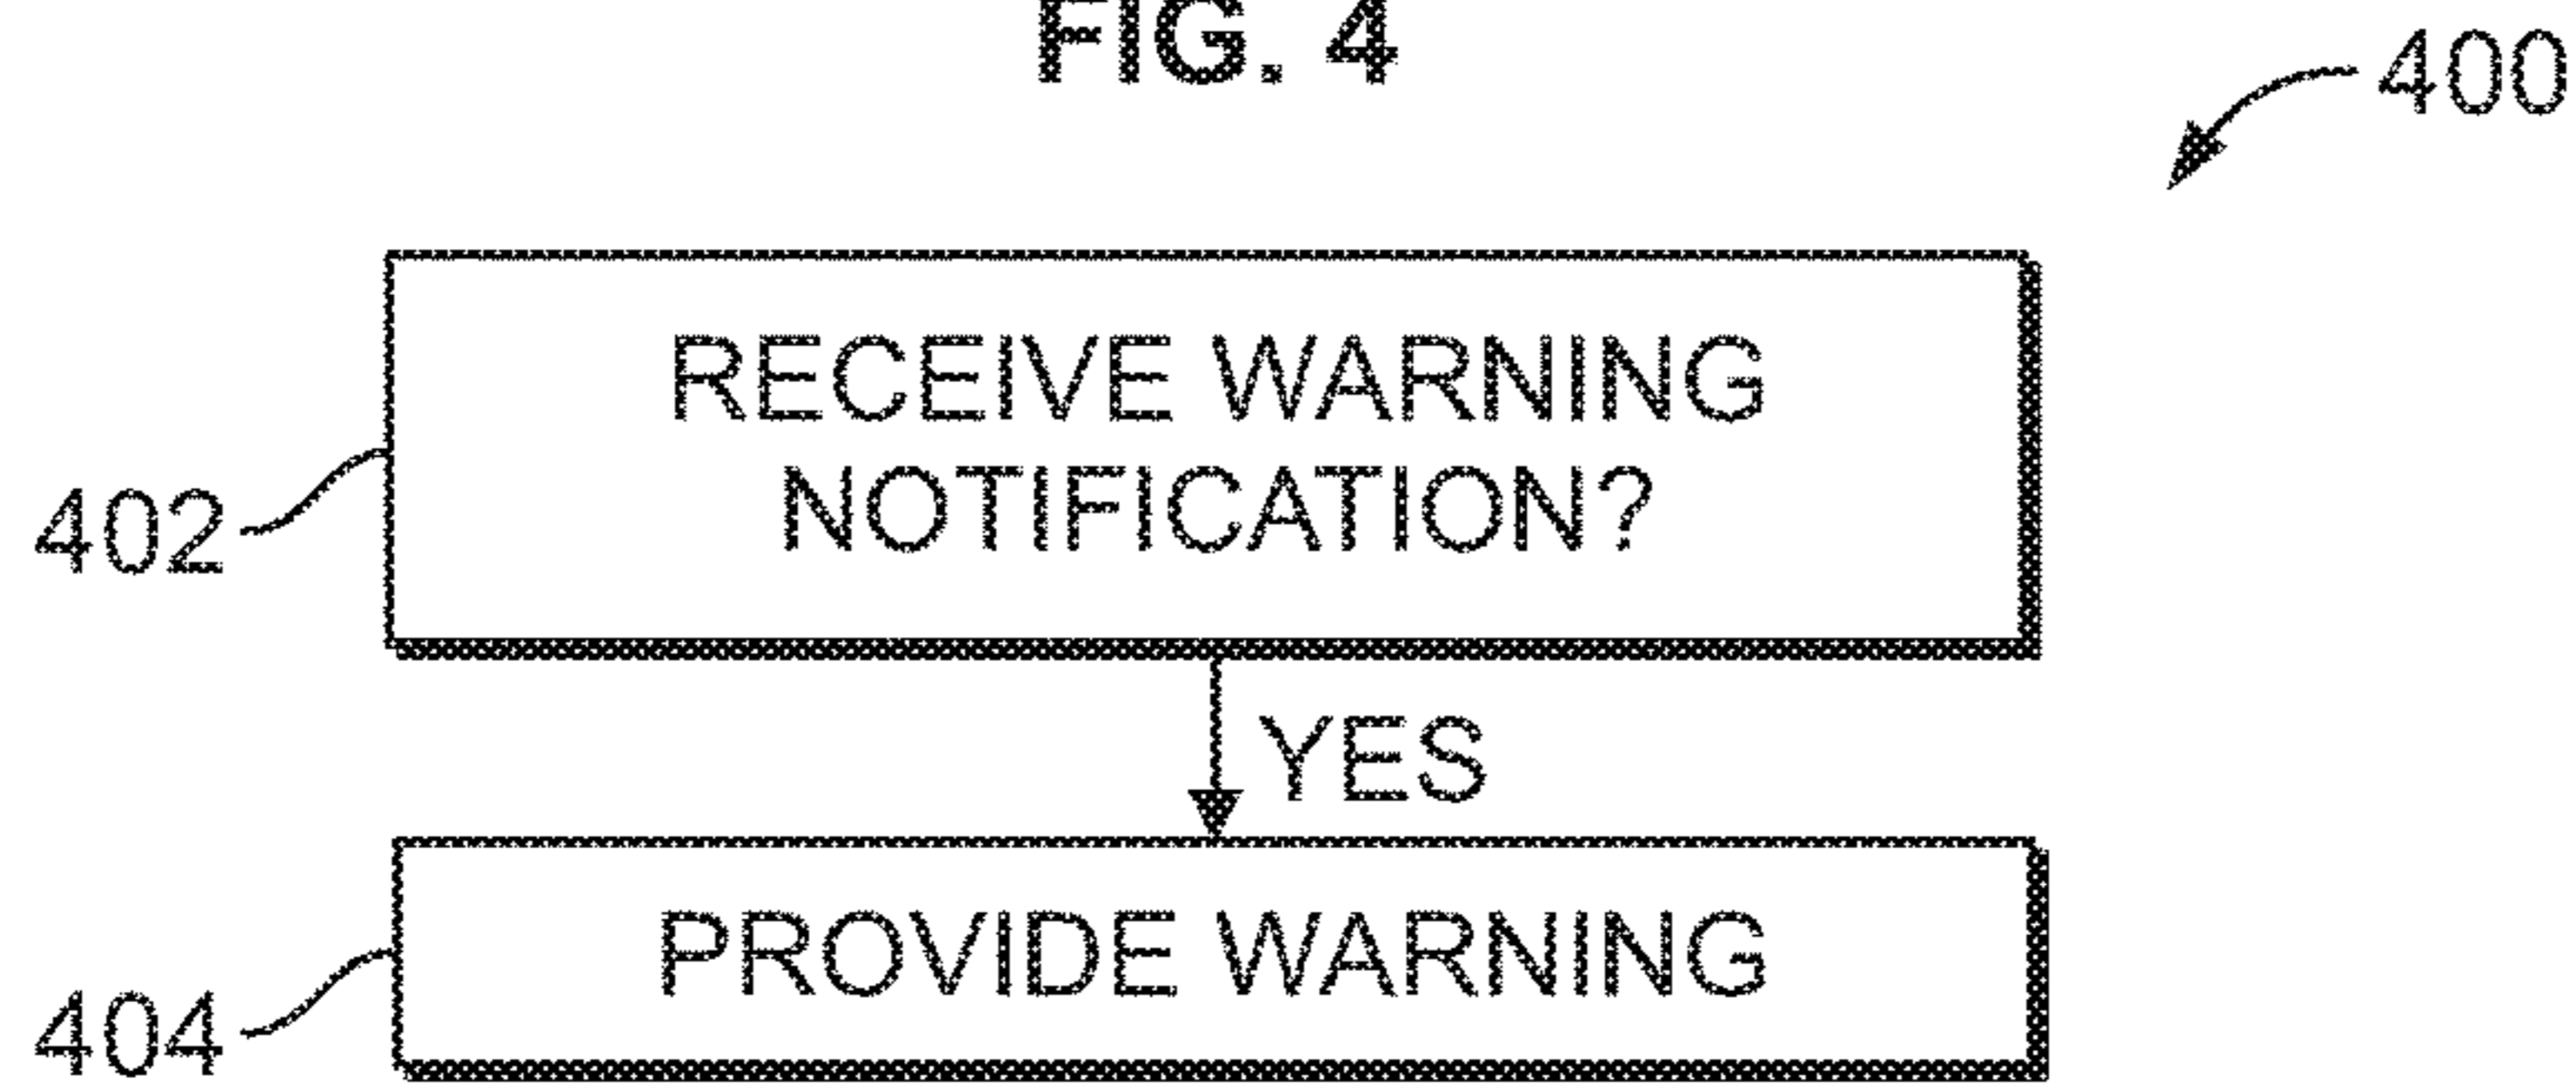 FIG. 4
400
RECEIVE WARNING
NOTIFICATION?
402
YES
PROVIDE WARNING
404